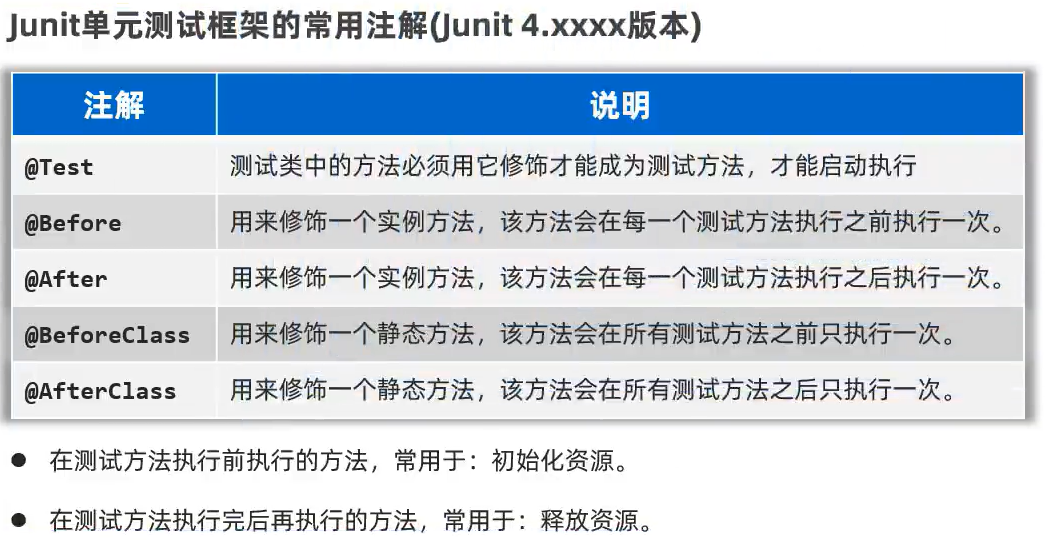 Junit单元测试框架的常用注解(Junit 4.xxxx版本)
注解 说明
@Test 测试类中的方法必须用它修饰才能成为测试方法，才能启动执行
@Before 用来修饰一个实例方法，该方法会在每一个测试方法执行之前执行一次。
@After 用来修饰一个实例方法，该方法会在每一个测试方法执行之后执行一次。
@BeforeClass 用来修饰一个静态方法，该方法会在所有测试方法之前只执行一次。
@AfterClass 用来修饰一个静态方法，该方法会在所有测试方法之后只执行一次。
● 在测试方法执行前执行的方法，常用于：初始化资源。
● 在测试方法执行完后再执行的方法，常用于：释放资源。